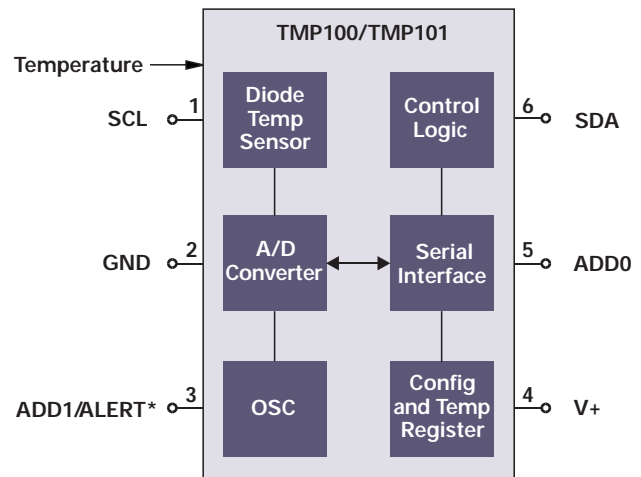 TMP100/TMP101
Temperature
SCL
1
Diode
Temp
Sensor
Control
Logic
6
SDA
GND
2
A/D
Converter
Serial
Interface
5
ADD0
ADD1/ALERT*
3
OSC
Config
and Temp
Register
4
V+